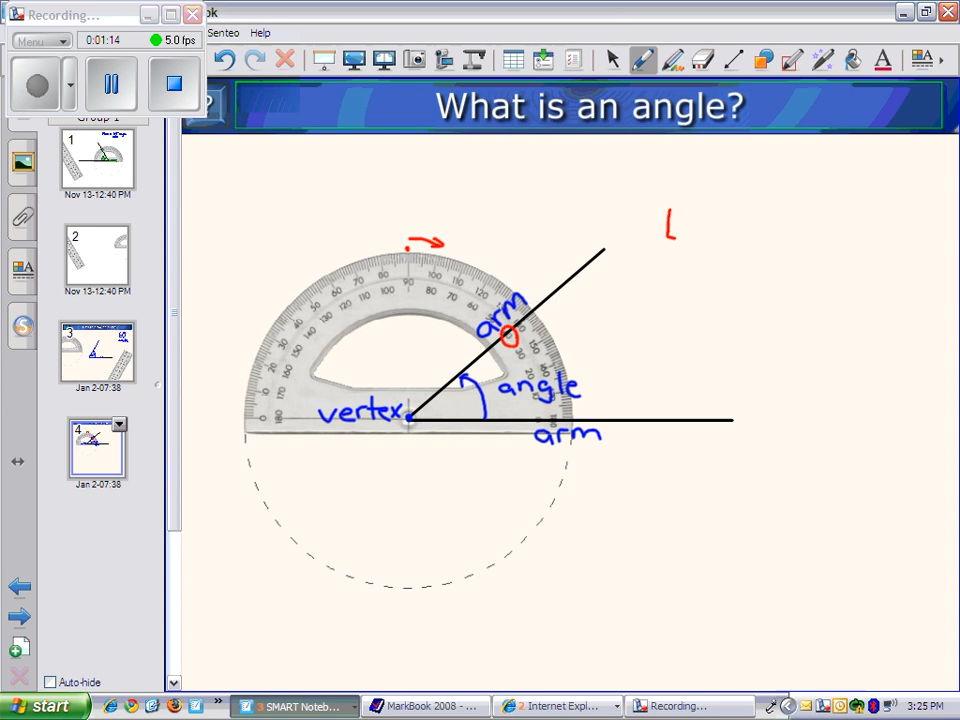 Recording...
ok
Menu
0:01:14
5.0 fps
Senteo Help
What is an angle?
Group 1
1
Nov 13-12:40 PM
2
Nov 13-12:40 PM
3
Jan 2-07:38
4
Jan 2-07:38
arm
angle
vertex
arm
Auto-hide
start
3 SMART Noteb...
MarkBook 2008 - ...
2 Internet Expl...
Recording...
3:25 PM